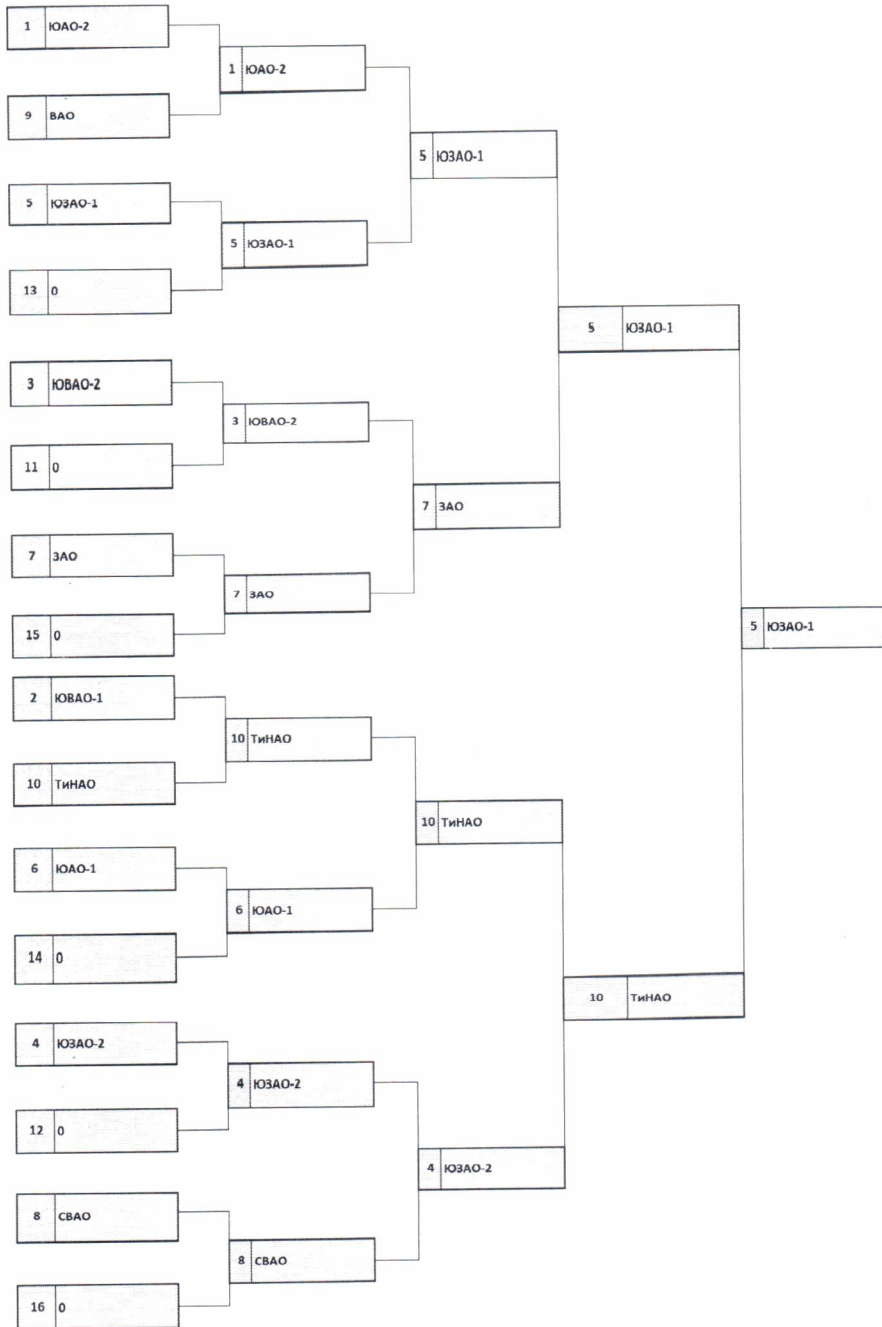 1 ЮАО-2
1 ЮАО-2
9 ВАО
5 ЮЗАО-1
5 ЮЗАО-1
5 ЮЗАО-1
13 0
5 ЮЗАО-1
3 ЮВАО-2
3 ЮВАО-2
11 0
7 ЗАО
7 ЗАО
7 ЗАО
15 0
5 ЮЗАО-1
2 ЮВАО-1
10 ТиНАО
10 ТиНАО
10 ТиНАО
6 ЮАО-1
6 ЮАО-1
14 0
10 ТиНАО
4 ЮЗАО-2
4 ЮЗАО-2
12 0
4 ЮЗАО-2
8 СВАО
8 СВАО
16 0